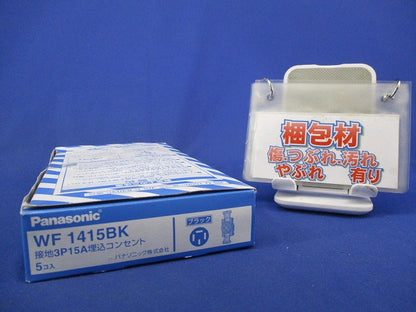 Panasonic
WF 1415BK
接地3P15A埋込コンセント
5コ入
パナソニック株式会社
ブラック
梱包材
傷、つぶれ、汚れ
やぶれ 有り